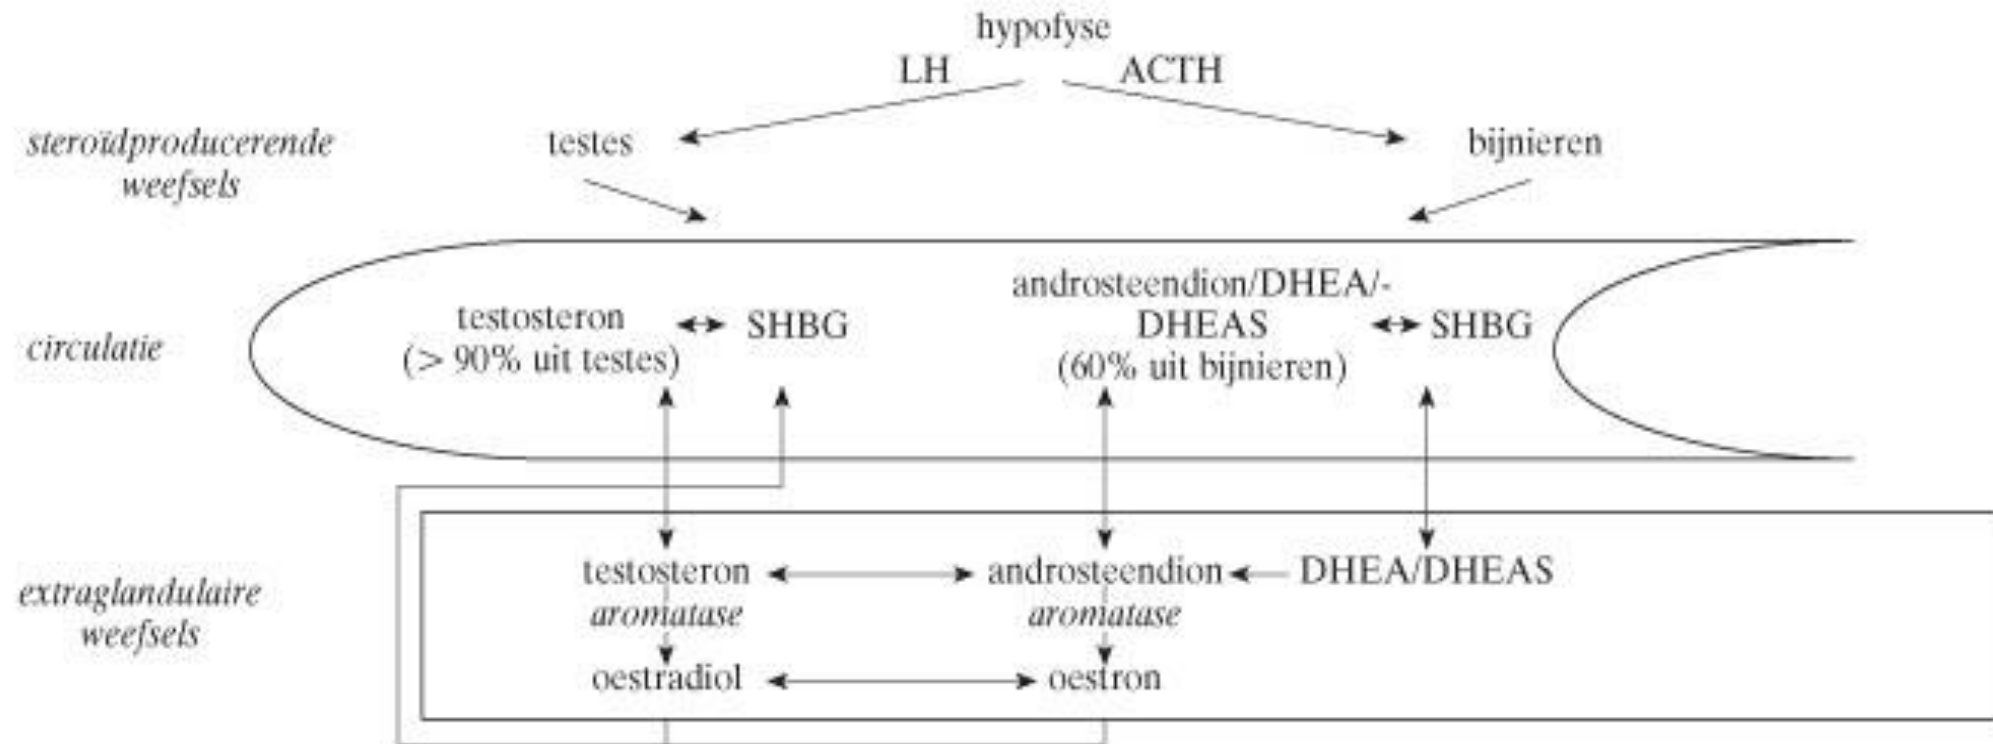 hypofyse
LH ACTH
steroïdproducerende
weefsels
testes
bijnieren
circulatie
testosteron
(> 90% uit testes)
SHBG
androsteendion/DHEA/-
DHEAS
(60% uit bijnieren)
SHBG
extraglandulaire
weefsels
testosteron androsteendion DHEA/DHEAS
aromatase aromatase
oestradiol oestron